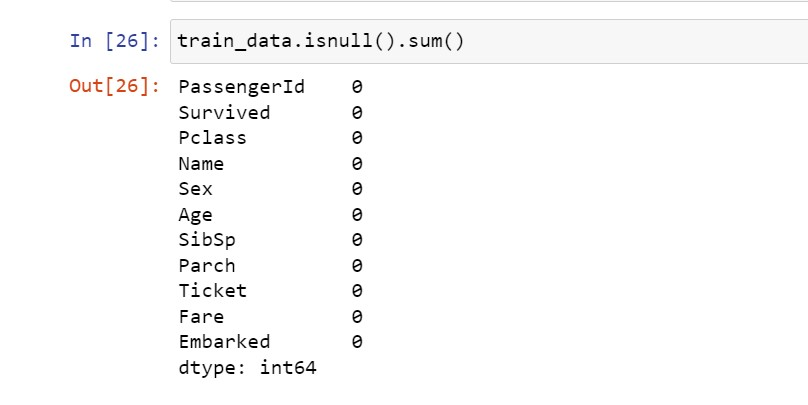 In [26]: train_data.isnull().sum()
Out[26]: PassengerId 0
Survived 0
Pclass 0
Name 0
Sex 0
Age 0
SibSp 0
Parch 0
Ticket 0
Fare 0
Embarked 0
dtype: int64